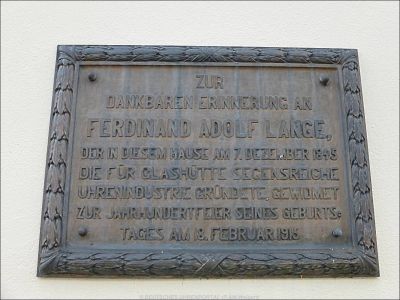 ZUR
DANKBAREN ERINNERUNG AN
FERDINAND ADOLF LANGE,
DER IN DIESEM HAUSE AM 7. DEZEMBER 1845
DIE FÜR GLASHÜTTE SEGENSREICHE
UHRENINDUSTRIE GRÜNDETE, GEWIDMET
ZUR JAHRHUNDERTFEIER SEINES GEBURTS-
TAGES AM 18. FEBRUAR 1915.